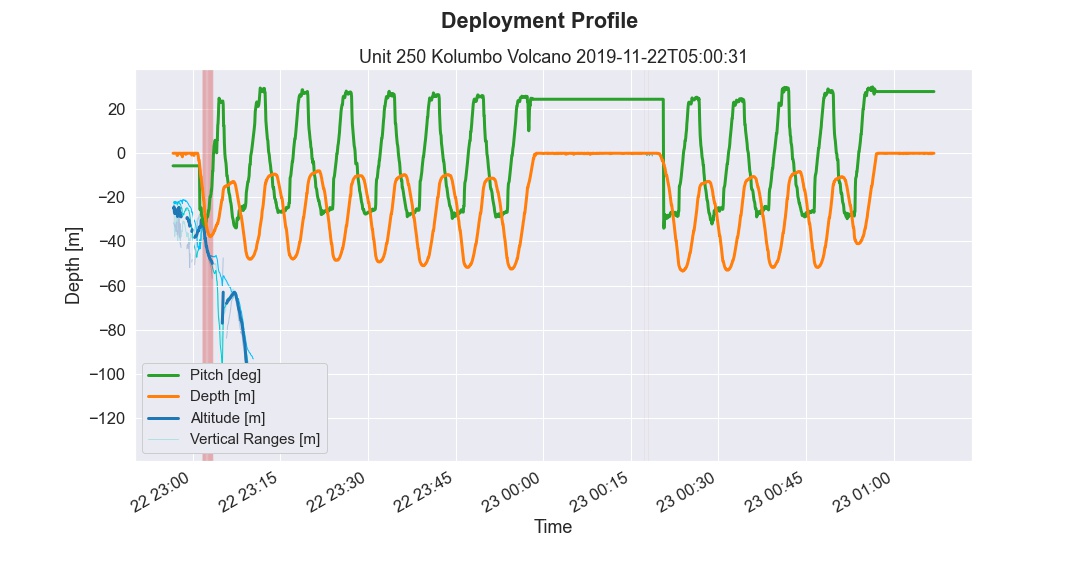 Deployment Profile
Unit 250 Kolumbo Volcano 2019-11-22T05:00:31
Depth [m]
20
0
−20
−40
−60
−80
−100
−120
Pitch [deg]
Depth [m]
Altitude [m]
Vertical Ranges [m]
22 23:00
22 23:15
22 23:30
22 23:45
23 00:00
23 00:15
23 00:30
23 00:45
23 01:00
Time